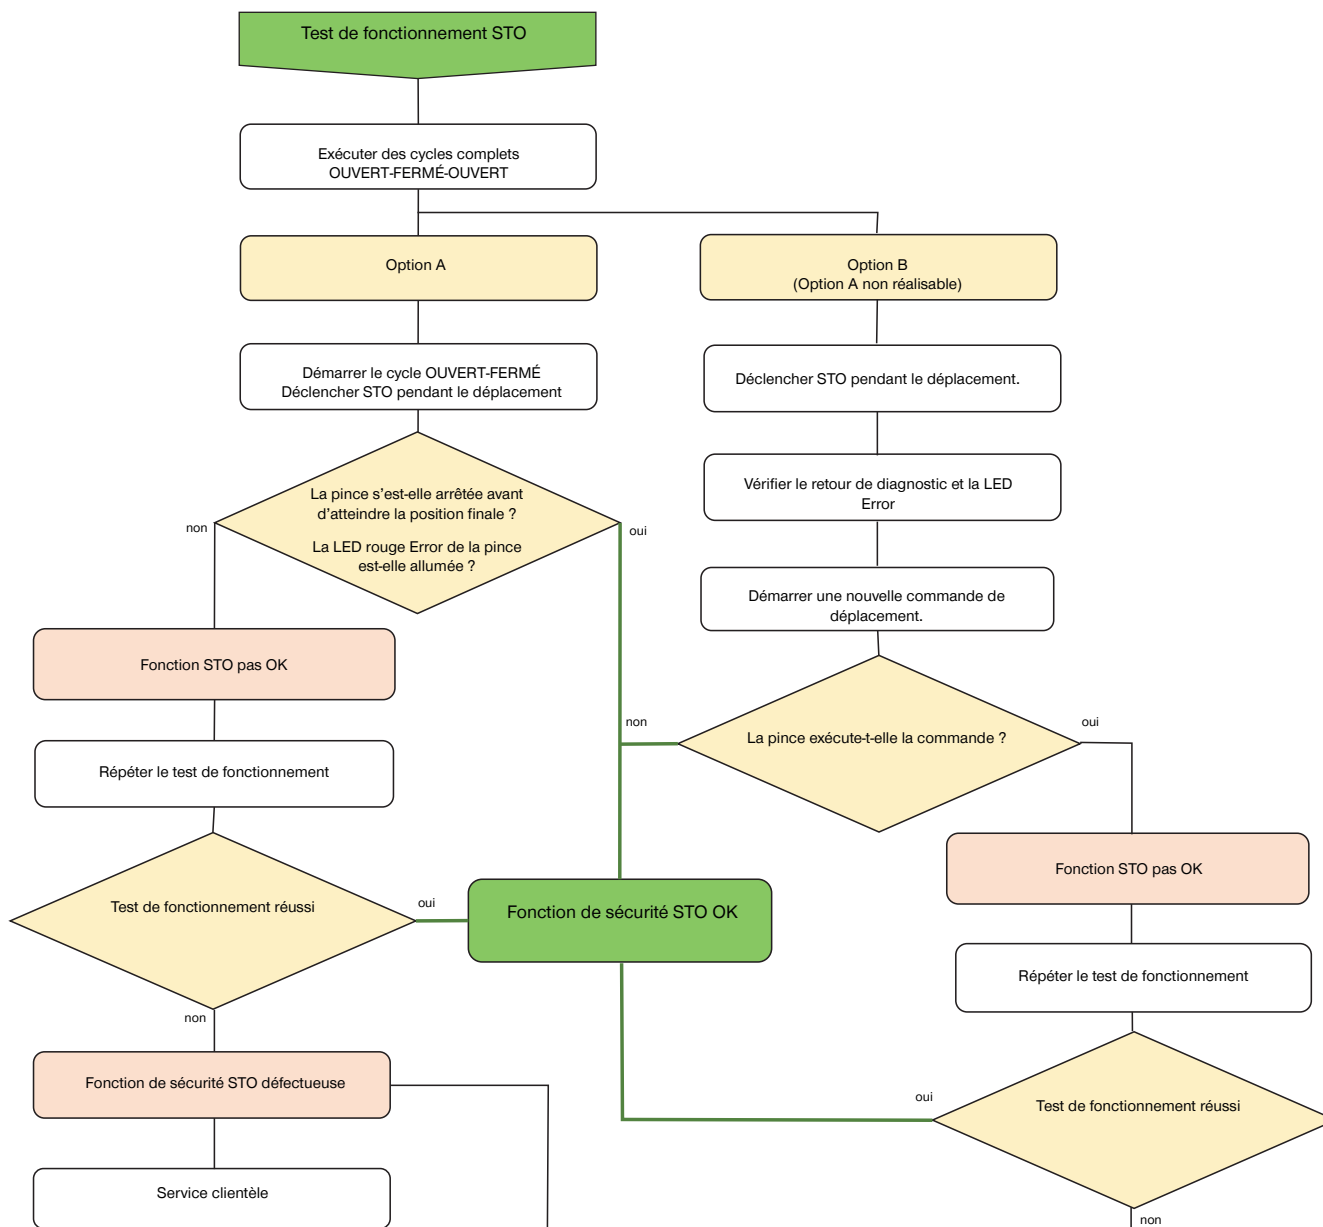 Test de fonctionnement STO
Exécuter des cycles complets
OUVERT-FERMÉ-OUVERT
Option A
Option B
(Option A non réalisable)
Démarrer le cycle OUVERT-FERMÉ
Déclencher STO pendant le déplacement
Déclencher STO pendant le déplacement.
La pince s’est-elle arrêtée avant
d’atteindre la position finale ?
La LED rouge Error de la pince
est-elle allumée ?
non
oui
Vérifier le retour de diagnostic et la LED
Error
Démarrer une nouvelle commande de
déplacement.
Fonction STO pas OK
non
La pince exécute-t-elle la commande ?
oui
Répéter le test de fonctionnement
Fonction STO pas OK
Test de fonctionnement réussi
oui
Fonction de sécurité STO OK
non
Répéter le test de fonctionnement
Fonction de sécurité STO défectueuse
oui
Test de fonctionnement réussi
Service clientèle
non